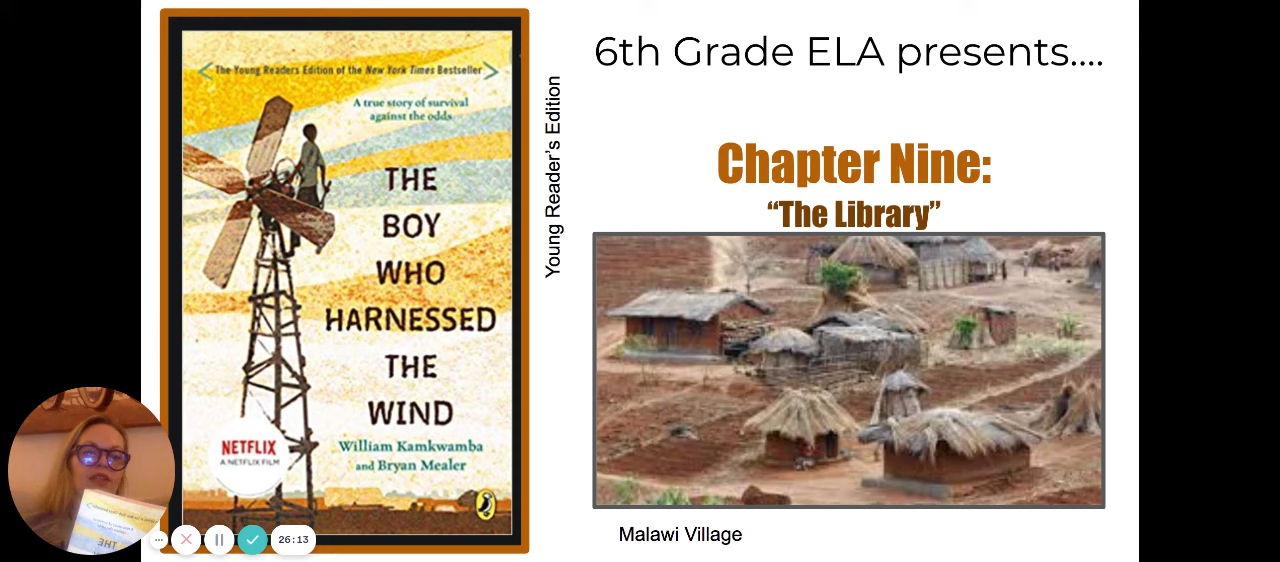 6th Grade ELA presents....
< The Young Readers Edition of the New York Times Bestseller >
A true story of survival
against the odds
THE
BOY
WHO
HARNESSED
THE
WIND
NETFLIX
A NETFLIX FILM
William Kamkwamba
and Bryan Mealer
Young Reader's Edition
Chapter Nine:
“The Library”
Malawi Village
THE
26:13